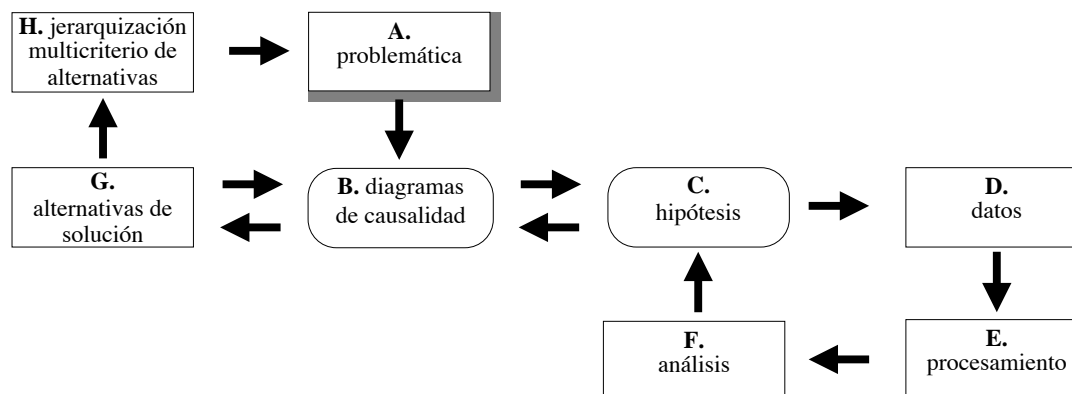 H. jerarquización
multicriterio de
alternativas
A.
problemática
G.
alternativas de
solución
B. diagramas
de causalidad
C.
hipótesis
D.
datos
F.
análisis
E.
procesamiento